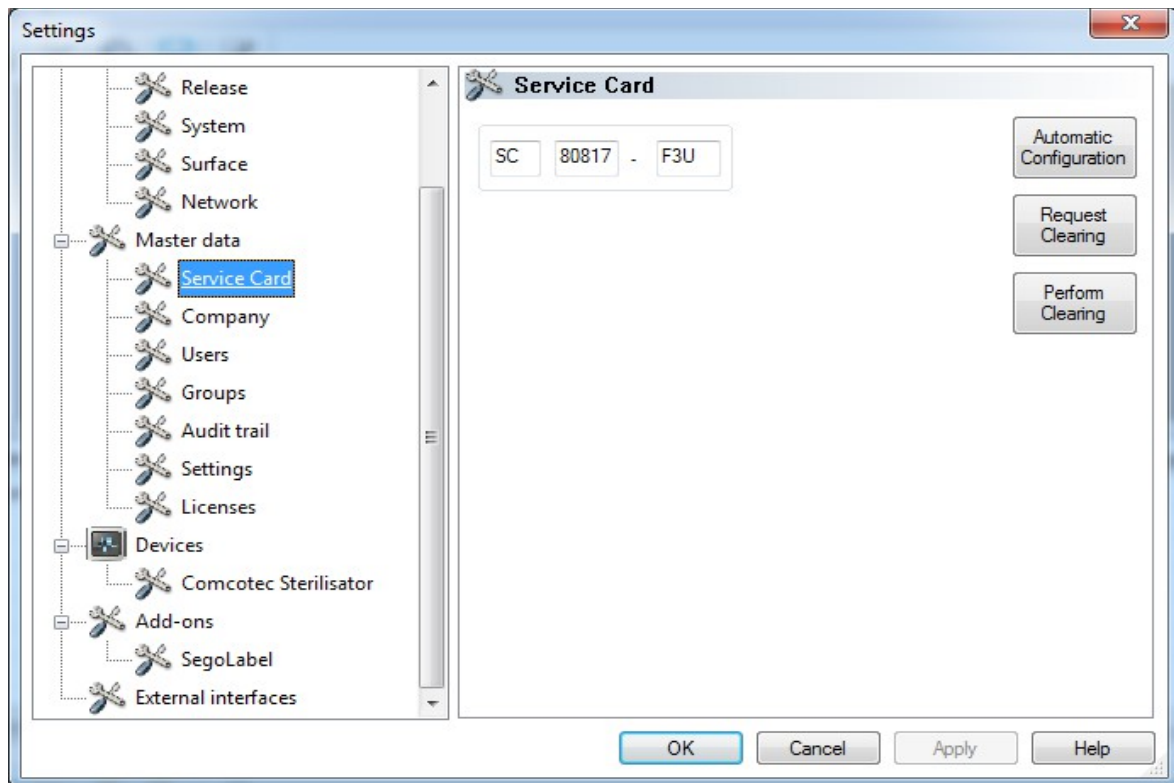 Settings
Release
System
Surface
Network
Master data
Service Card
Company
Users
Groups
Audit trail
Settings
Licenses
Devices
Comcotec Sterilisator
Add-ons
SegoLabel
External interfaces
Service Card
SC 80817 - F3U
Automatic
Configuration
Request
Clearing
Perform
Clearing
OK Cancel Apply Help